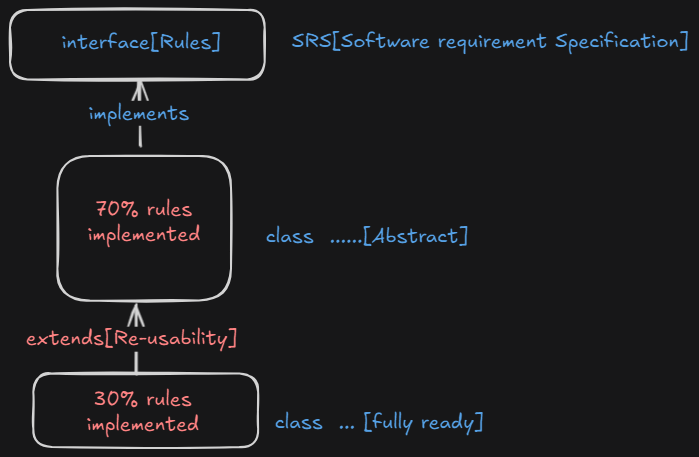 interface[Rules]
SRS[Software requirement Specification]
implements
70% rules
implemented
class ......[Abstract]
extends[Re-usability]
30% rules
implemented
class ... [fully ready]